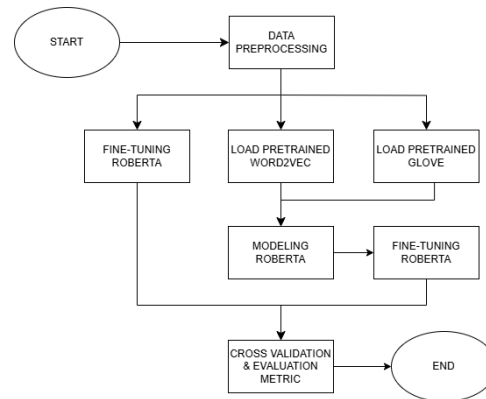 START
DATA
PREPROCESSING
FINE-TUNING
ROBERTA
LOAD PRETRAINED
WORD2VEC
LOAD PRETRAINED
GLOVE
MODELING
ROBERTA
FINE-TUNING
ROBERTA
CROSS VALIDATION
& EVALUATION
METRIC
END